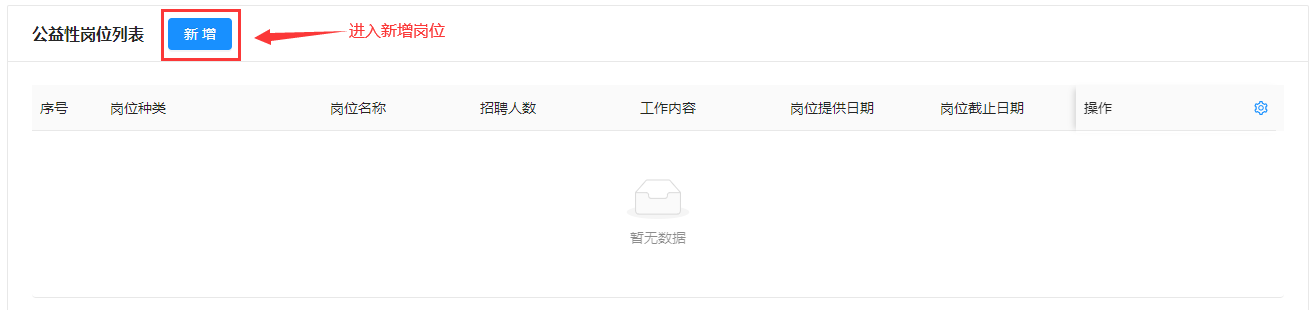 公益性岗位列表 新 增 进入新增岗位
序号 岗位种类 岗位名称 招聘人数 工作内容 岗位提供日期 岗位截止日期 操作
暂无数据